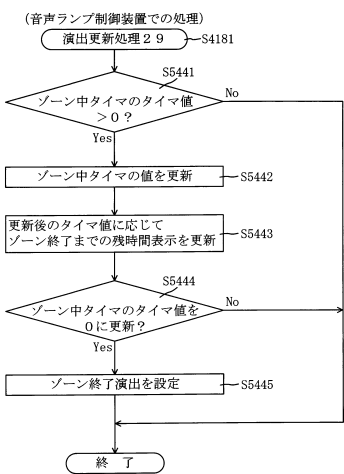 (音声ランプ制御装置での処理)
演出更新処理29
S4181
S5441
ゾーン中タイマのタイマ値
>0?
No
Yes
ゾーン中タイマの値を更新
S5442
更新後のタイマ値に応じて
ゾーン終了までの残時間表示を更新
S5443
S5444
ゾーン中タイマのタイマ値を
0に更新?
No
Yes
ゾーン終了演出を設定
S5445
終 了